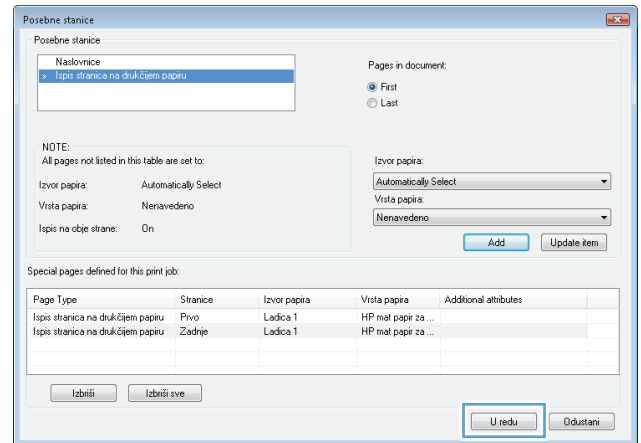 Posebne stanice
Posebne stanice
Naslovnice
» Ispis stranica na drukčijem papiru
Pages in document:
First
Last
NOTE:
All pages not listed in this table are set to:
Izvor papira: Automatically Select
Vrsta papira: Nenavedeno
Ispis na obje strane: On
Izvor papira:
Automatically Select
Vrsta papira:
Nenavedeno
Add Update item
Special pages defined for this print job:
Page Type Stranice Izvor papira Vrsta papira Additional attributes
Ispis stranica na drukčijem papiru Prvo Ladica 1 HP mat papir za ...
Ispis stranica na drukčijem papiru Zadnje Ladica 1 HP mat papir za ...
Izbriši Izbriši sve
U redu Odustani